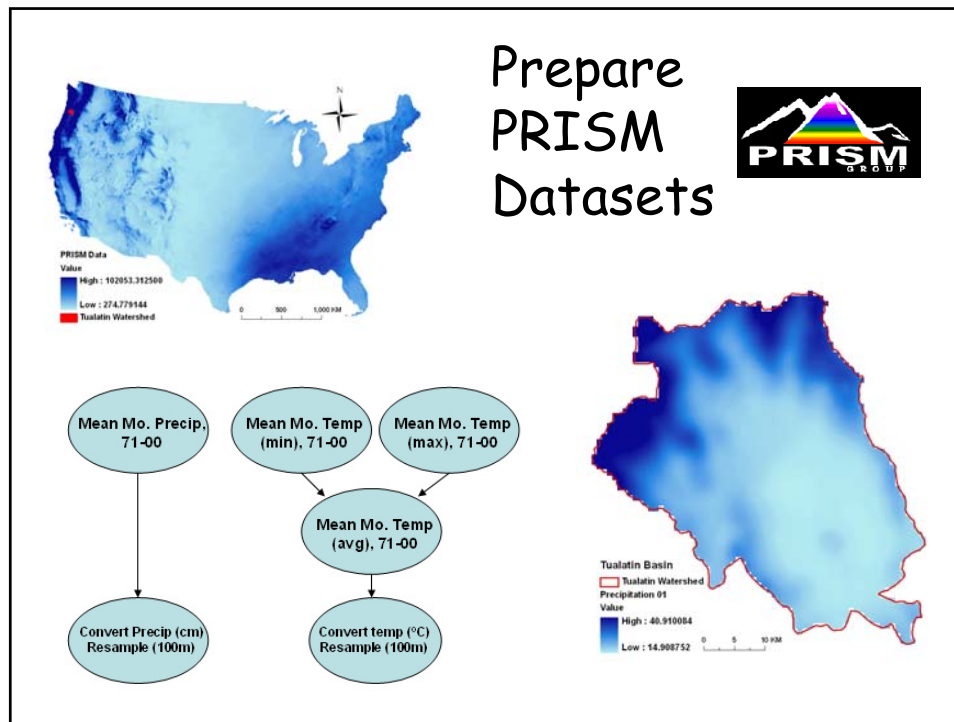 Prepare
PRISM
Datasets
PRISM
GROUP
N
PRISM Data
Value
High : 102053.312500
Low : 274.779144
Tualatin Watershed
0 500 1,000 KM
Mean Mo. Precip,
71-00
Mean Mo. Temp
(min), 71-00
Mean Mo. Temp
(max), 71-00
Mean Mo. Temp
(avg), 71-00
Convert Precip (cm)
Resample (100m)
Convert temp (°C)
Resample (100m)
Tualatin Basin
Tualatin Watershed
Precipitation 01
Value
High : 40.910084
Low : 14.908752
0 5 10 KM